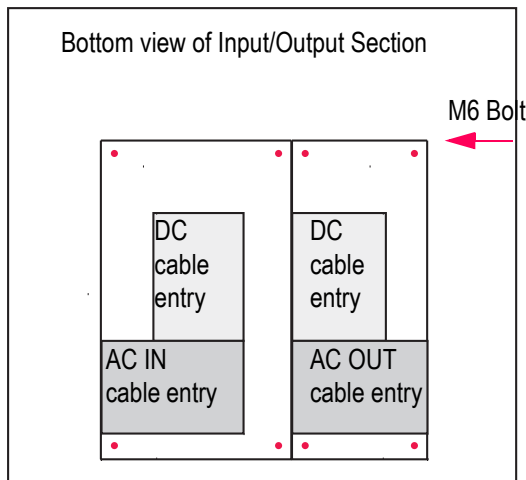 Bottom view of Input/Output Section
M6 Bolt
DC
cable
entry
DC
cable
entry
AC IN
cable entry
AC OUT
cable entry